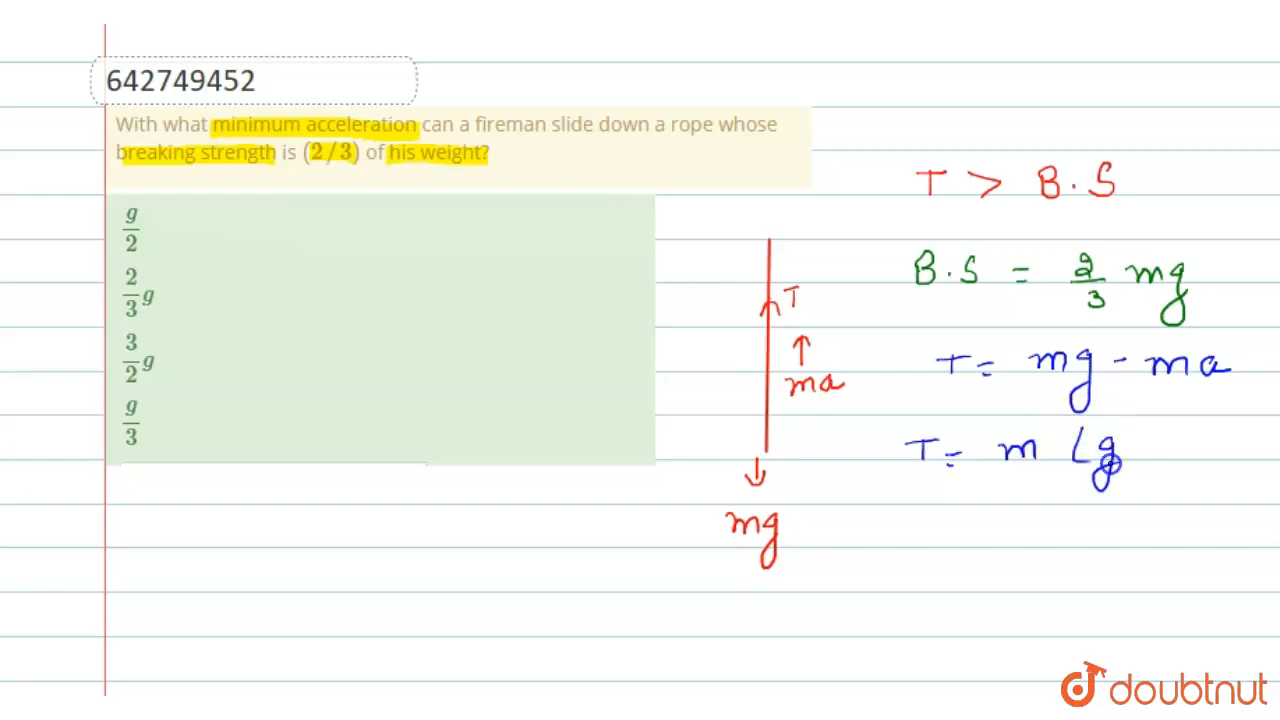 642749452
With what minimum acceleration can a fireman slide down a rope whose
breaking strength is (2/3) of his weight?
g/2
2/3 g
3/2 g
g/3
T > B.S
B.S = 2/3 mg
T = mg - ma
T = m (g
T
ma
mg
doubtnut